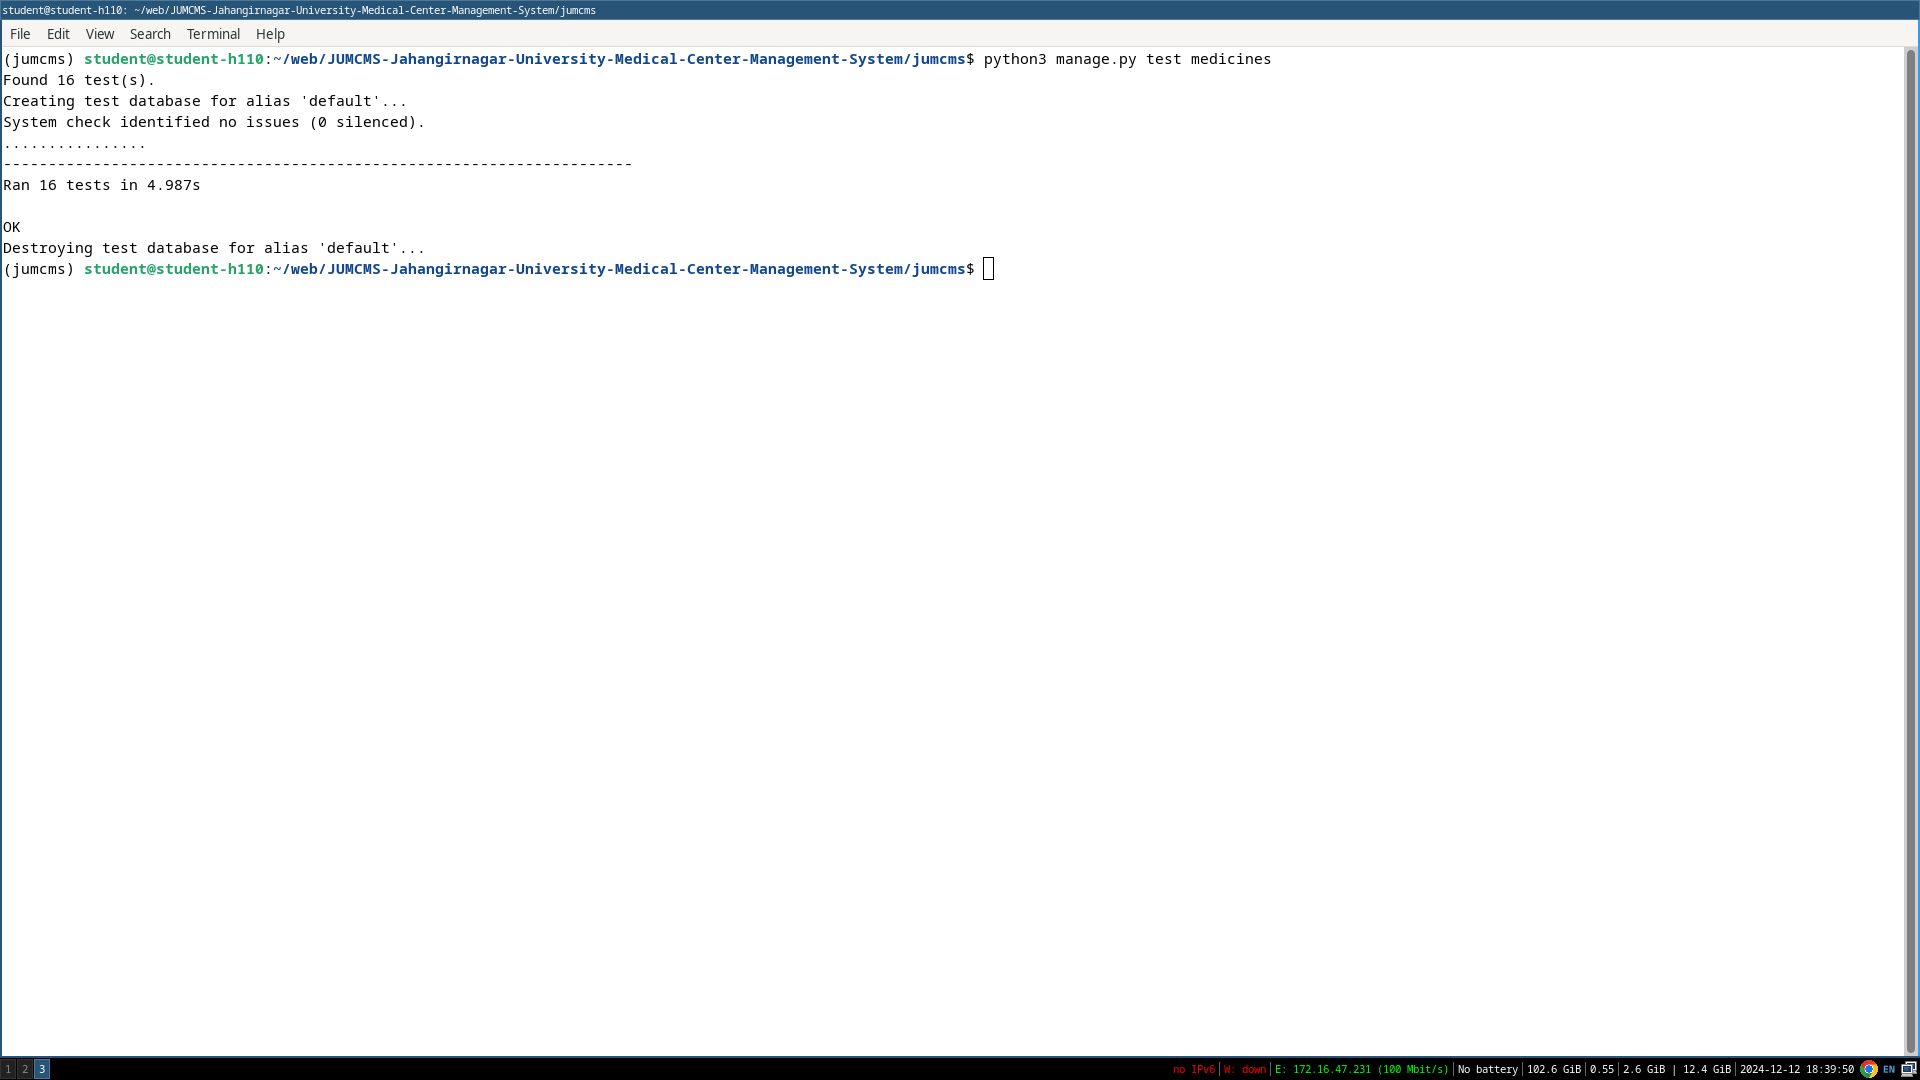 student@student-h110: ~/web/JUMCMS-Jahangirnagar-University-Medical-Center-Management-System/jumcms
File Edit View Search Terminal Help
(jumcms) student@student-h110:~/web/JUMCMS-Jahangirnagar-University-Medical-Center-Management-System/jumcms$ python3 manage.py test medicines
Found 16 test(s).
Creating test database for alias 'default'...
System check identified no issues (0 silenced).
................
----------------------------------------------------------------------
Ran 16 tests in 4.987s
OK
Destroying test database for alias 'default'...
(jumcms) student@student-h110:~/web/JUMCMS-Jahangirnagar-University-Medical-Center-Management-System/jumcms$
1 2 3 no IPv6|W: down|E: 172.16.47.231 (100 Mbit/s)|No battery|102.6 GiB|0.55|2.6 GiB | 12.4 GiB|2024-12-12 18:39:50 EN